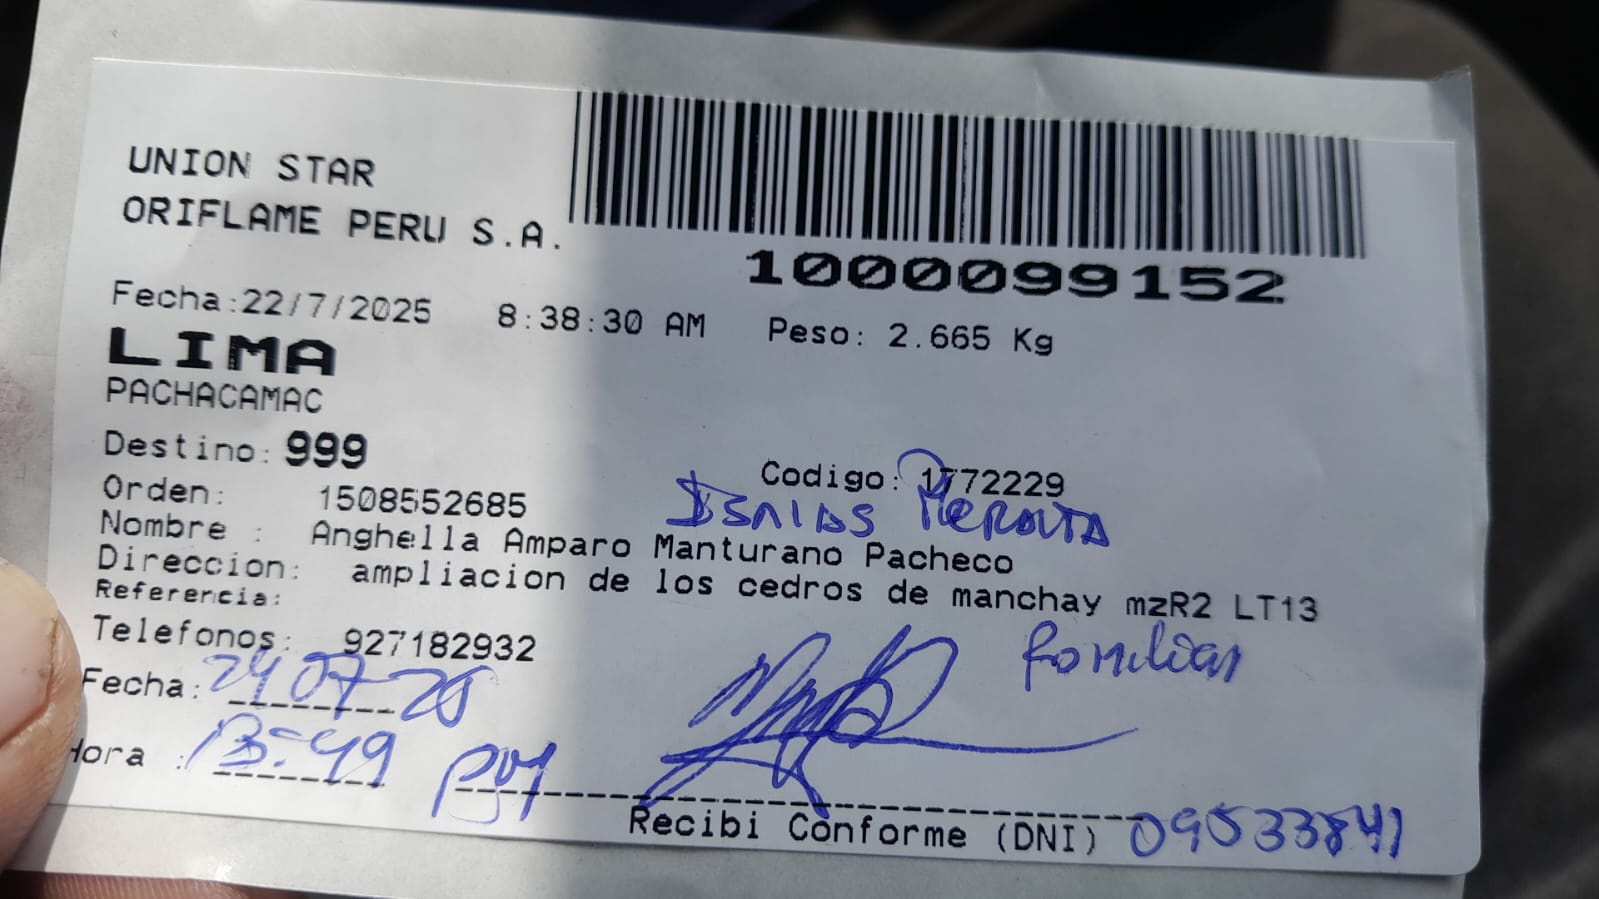 UNION STAR
ORIFLAME PERU S.A.
1000099152
Fecha:22/7/2025 8:38:30 AM Peso: 2.665 Kg
LIMA
PACHACAMAC
Destino: 999
Codigo: 1772229
Orden: 1508552685
Nombre : Anghella Amparo Manturano Pacheco
Direccion: ampliacion de los cedros de manchay mzR2 LT13
Referencia:
Telefonos: 927182932
familiar
Fecha: 24 07-25
Hora : 13:49
Recibi Conforme (DNI) 09533841